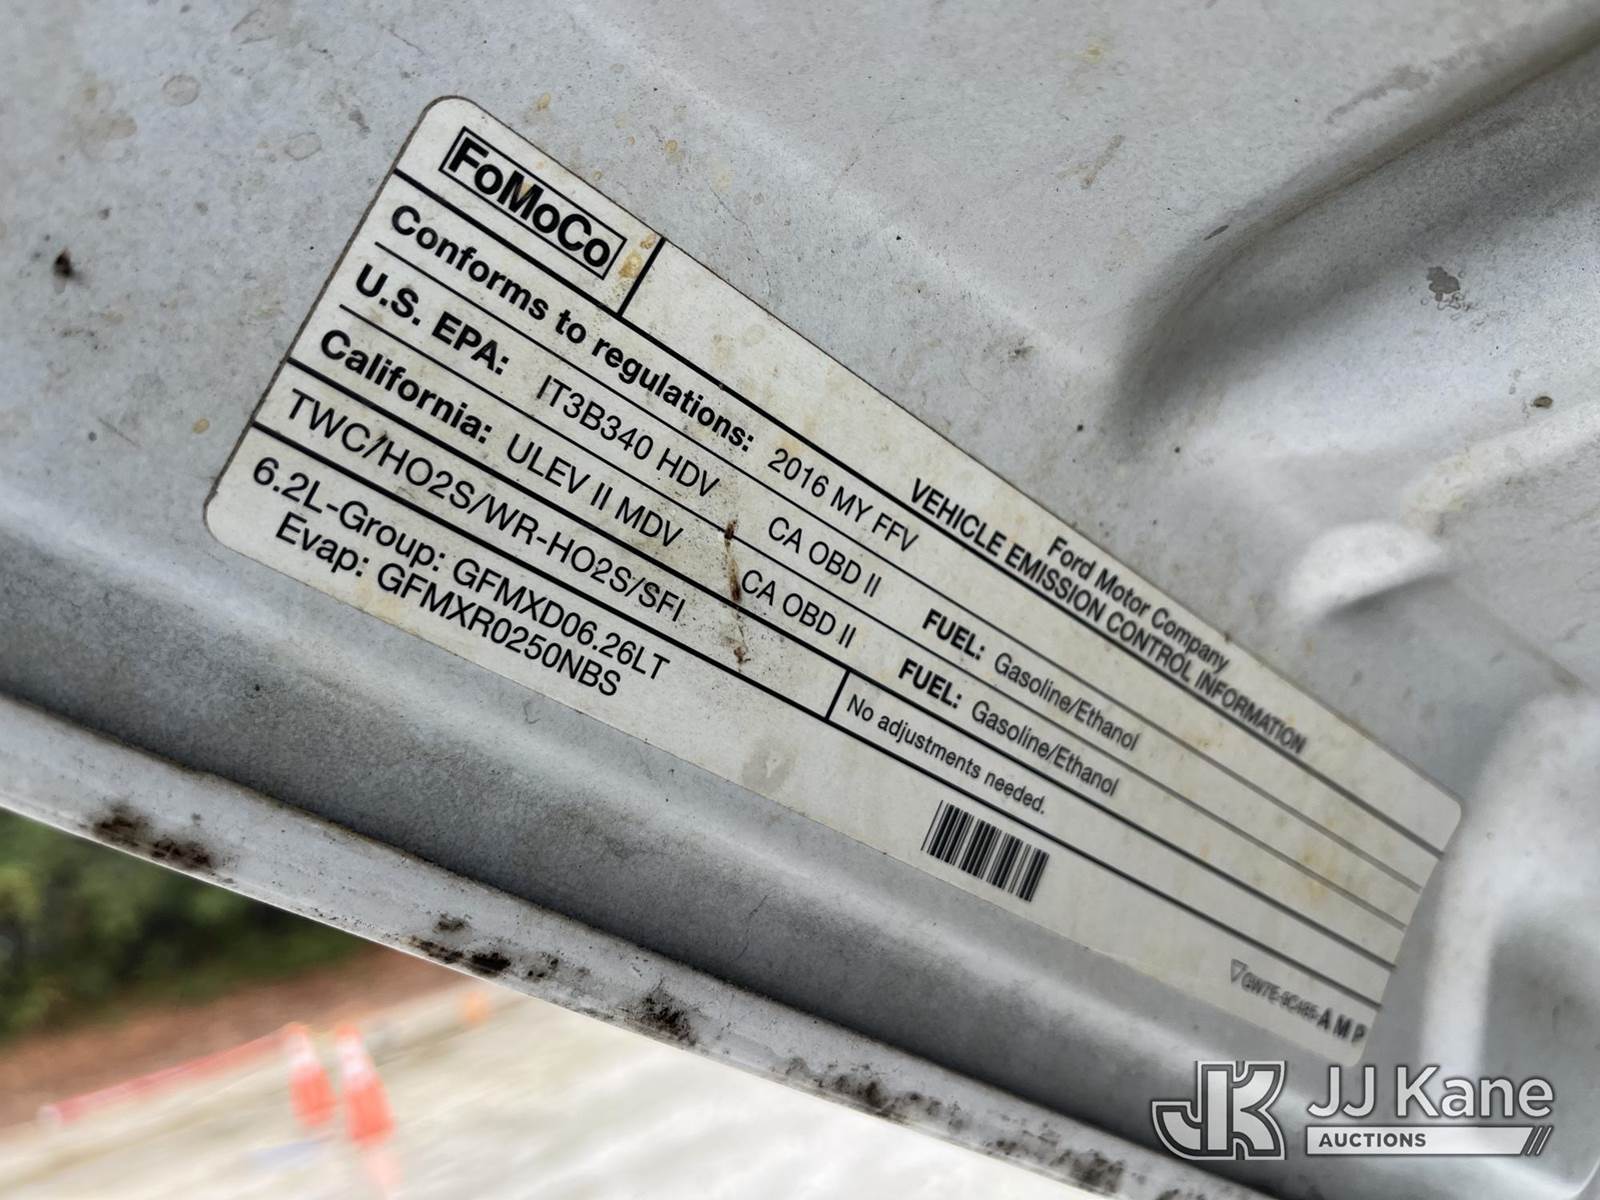 FoMoCo
Ford Motor Company
VEHICLE EMISSION CONTROL INFORMATION
Conforms to regulations: 2016 MY FFV
U.S. EPA: IT3B340 HDV CA OBD II FUEL: Gasoline/Ethanol
California: ULEV II MDV CA OBD II FUEL: Gasoline/Ethanol
TWC/HO2S/WR-HO2S/SFI
No adjustments needed.
6.2L-Group: GFMXD06.26LT
Evap: GFMXR0250NBS
AMP
JJ Kane
AUCTIONS